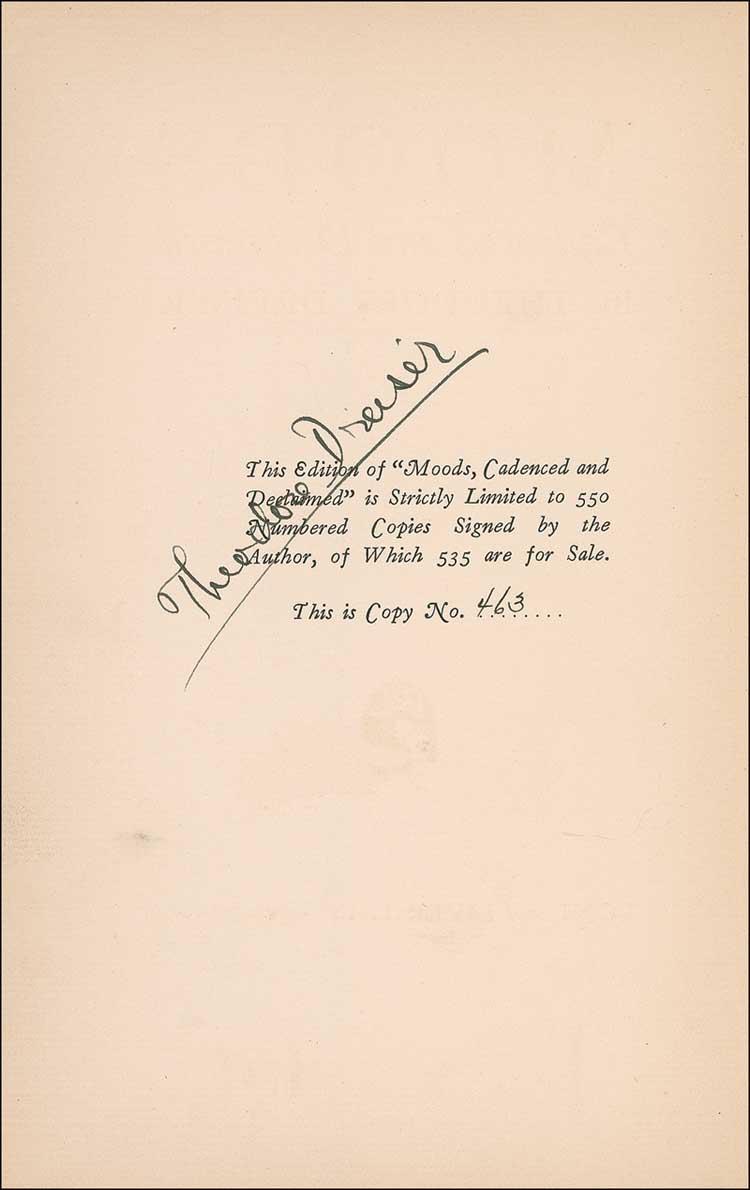 Theodore Dreiser
This Edition of “Moods, Cadenced and
Declaimed” is Strictly Limited to 550
Numbered Copies Signed by the
Author, of Which 535 are for Sale.
This is Copy No. 463........